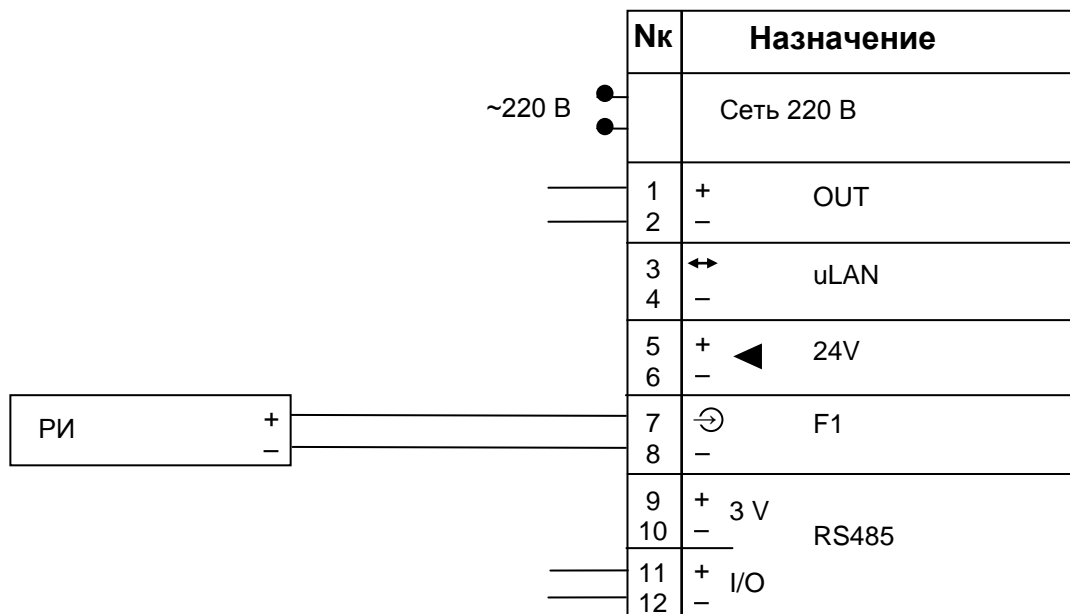 Nк Назначение
~220 В Сеть 220 В
1 + OUT
2 –
3 ↔ uLAN
4 –
5 + ◄ 24V
6 –
РИ + 7 F1
– 8 –
9 + 3 V
10 – RS485
11 + I/O
12 –